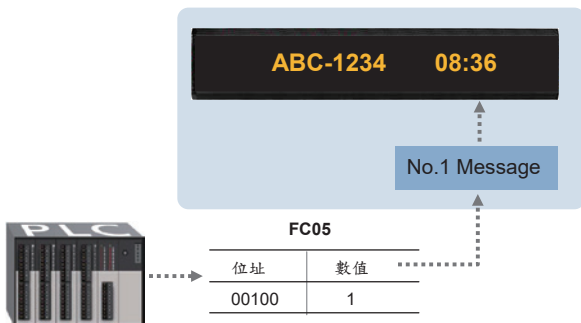 ABC-1234 08:36
No.1 Message
PLC
FC05
位址 數值
00100 1